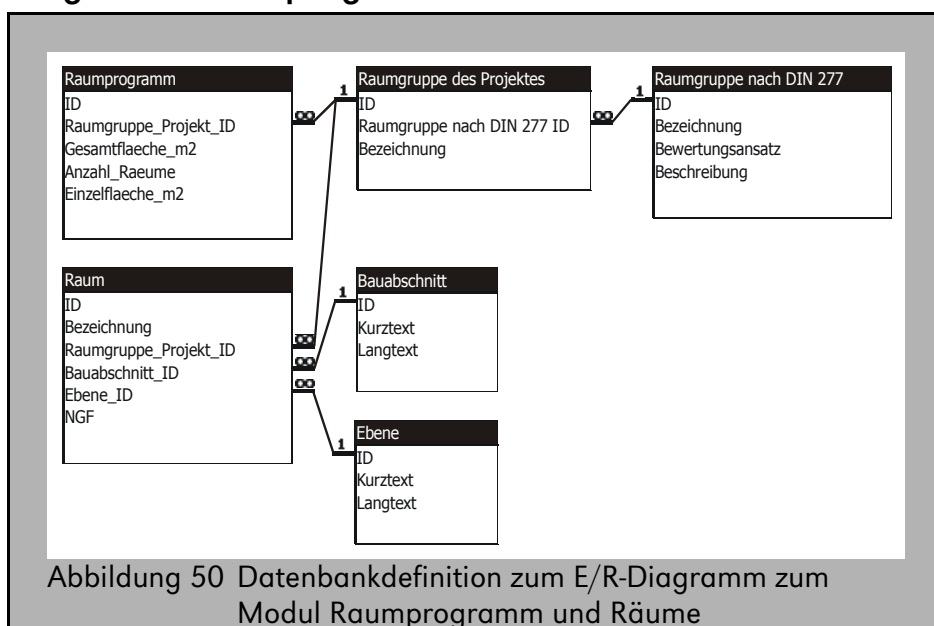 Raumprogramm
ID
Raumgruppe_Projekt_ID
Gesamtflaeche_m2
Anzahl_Raeume
Einzelflaeche_m2
∞
1
Raumgruppe des Projektes
ID
Raumgruppe nach DIN 277 ID
Bezeichnung
∞
1
Raumgruppe nach DIN 277
ID
Bezeichnung
Bewertungsansatz
Beschreibung
Raum
ID
Bezeichnung
Raumgruppe_Projekt_ID
Bauabschnitt_ID
Ebene_ID
NGF
∞
∞
∞
1
Bauabschnitt
ID
Kurztext
Langtext
1
Ebene
ID
Kurztext
Langtext
Abbildung 50 Datenbankdefinition zum E/R-Diagramm zum
Modul Raumprogramm und Räume